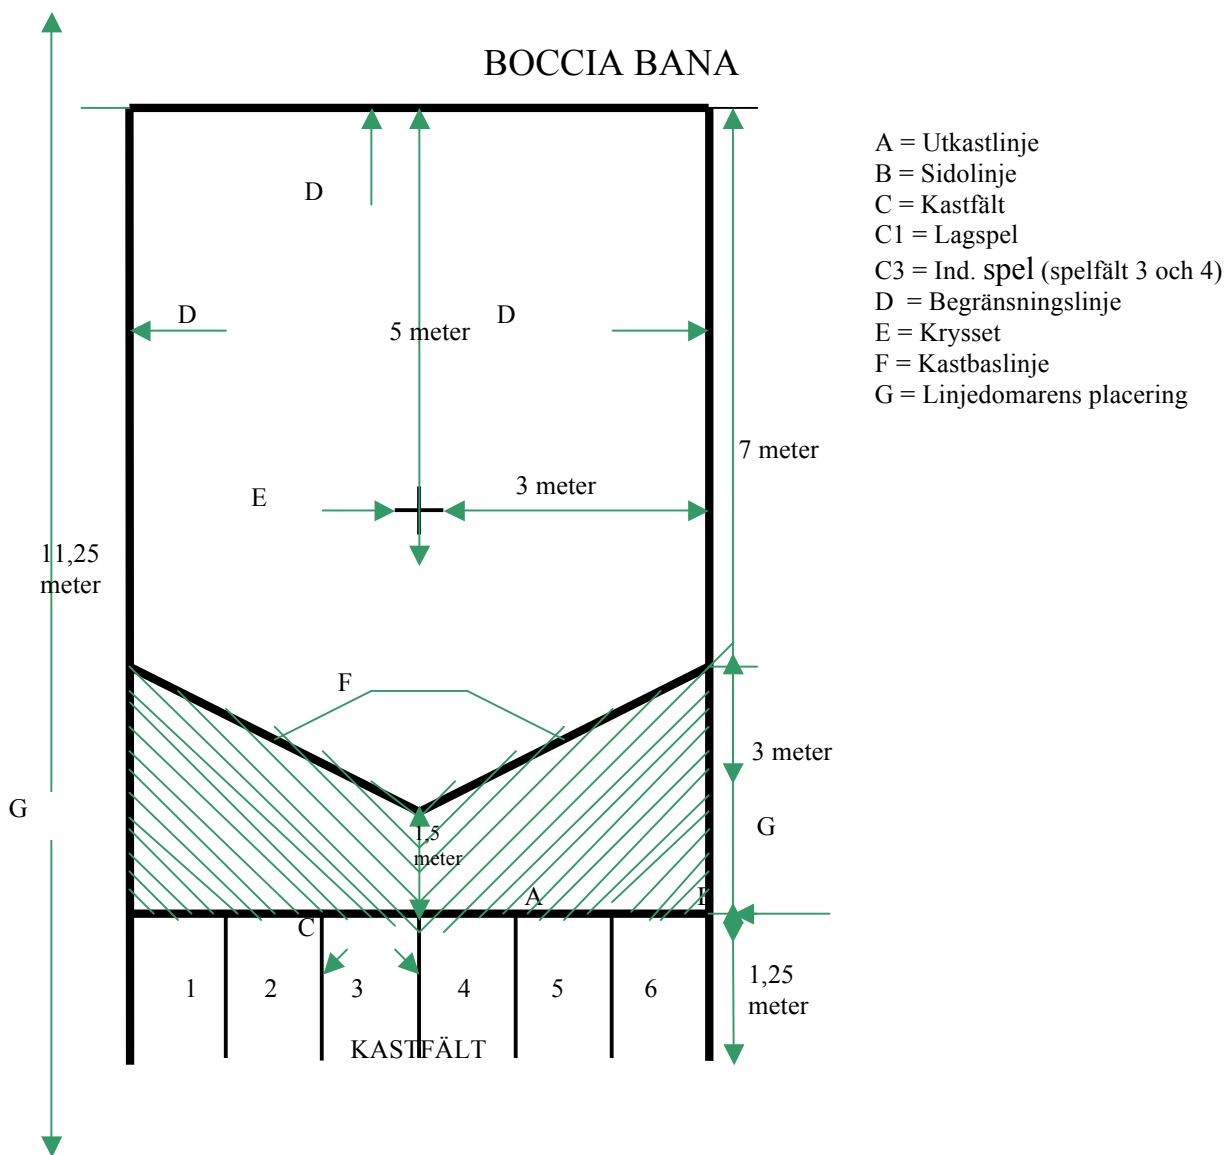 BOCCIA BANA
A = Utkastlinje
B = Sidolinje
C = Kastfält
C1 = Lagspel
C3 = Ind. spel (spelfält 3 och 4)
D = Begränsningslinje
E = Krysset
F = Kastbaslinje
G = Linjedomarens placering
D
D
D
5 meter
7 meter
E
3 meter
11,25
meter
F
3 meter
G
G
1,5
meter
A
C
1
2
3
4
5
6
1,25
meter
KASTFÄLT